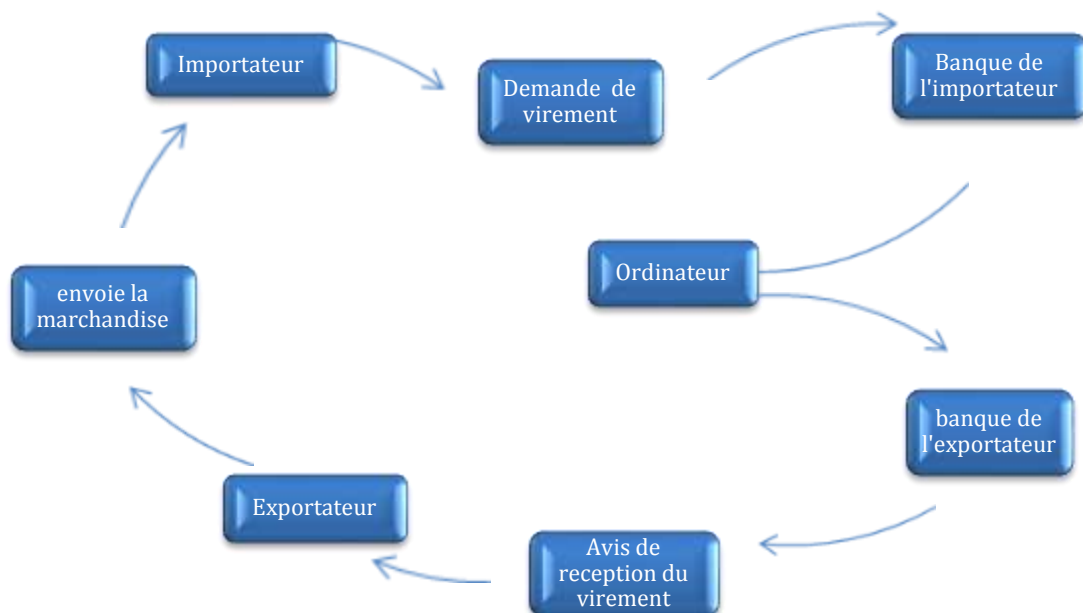 Importateur
Demande de
virement
Banque de
l'importateur
Ordinateur
banque de
l'exportateur
Avis de
reception du
virement
Exportateur
envoie la
marchandise